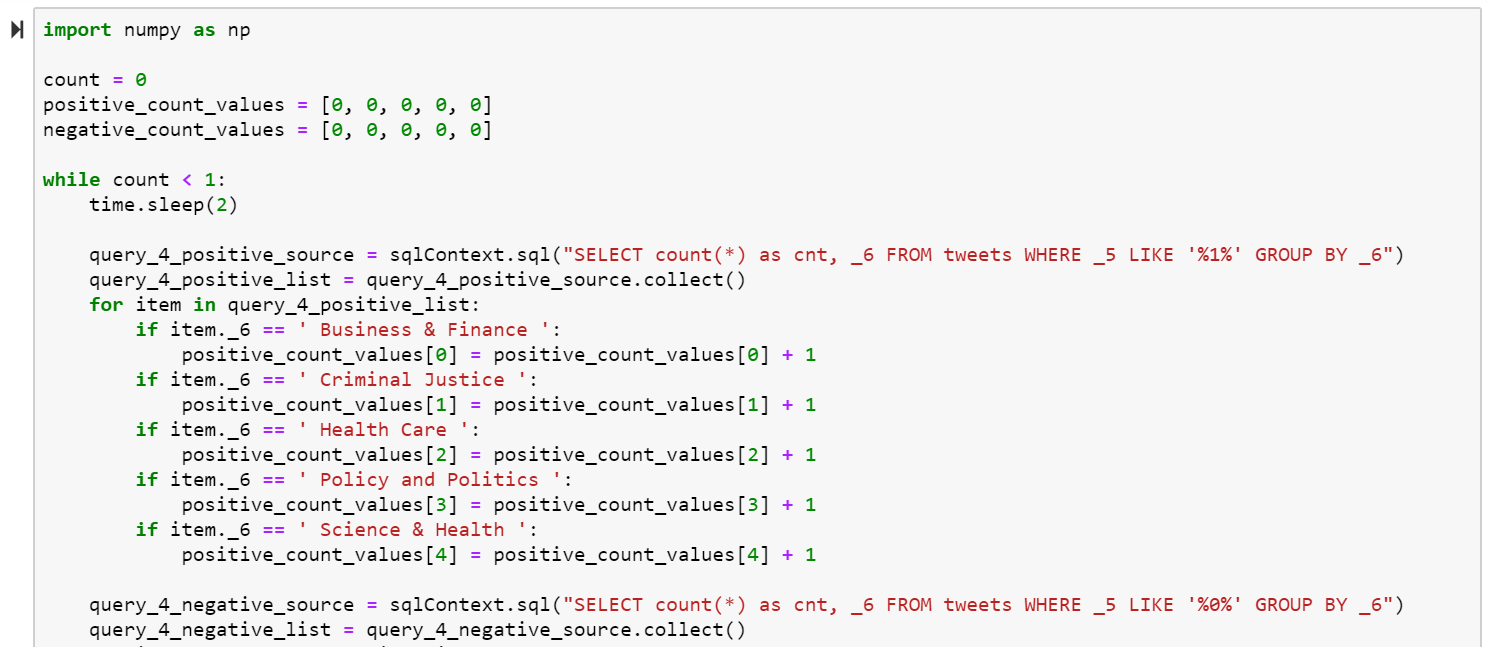 import numpy as np
count = 0
positive_count_values = [0, 0, 0, 0, 0]
negative_count_values = [0, 0, 0, 0, 0]
while count < 1:
time.sleep(2)
query_4_positive_source = sqlContext.sql("SELECT count(*) as cnt, _6 FROM tweets WHERE _5 LIKE '%1%' GROUP BY _6")
query_4_positive_list = query_4_positive_source.collect()
for item in query_4_positive_list:
if item._6 == ' Business & Finance ':
positive_count_values[0] = positive_count_values[0] + 1
if item._6 == ' Criminal Justice ':
positive_count_values[1] = positive_count_values[1] + 1
if item._6 == ' Health Care ':
positive_count_values[2] = positive_count_values[2] + 1
if item._6 == ' Policy and Politics ':
positive_count_values[3] = positive_count_values[3] + 1
if item._6 == ' Science & Health ':
positive_count_values[4] = positive_count_values[4] + 1
query_4_negative_source = sqlContext.sql("SELECT count(*) as cnt, _6 FROM tweets WHERE _5 LIKE '%0%' GROUP BY _6")
query_4_negative_list = query_4_negative_source.collect()